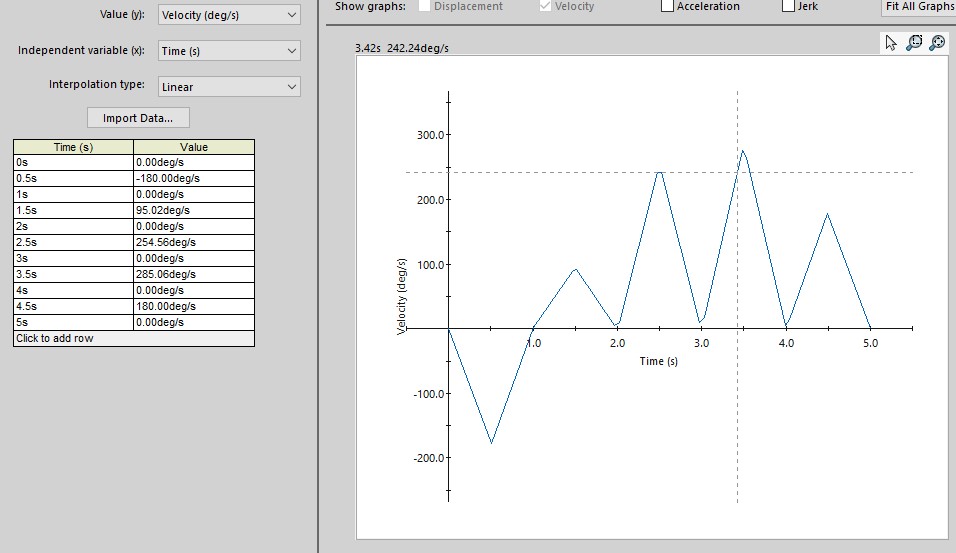 Value (y): Velocity (deg/s)
Independent variable (x): Time (s)
Interpolation type: Linear
Import Data...
Time (s) Value
0s 0.00deg/s
0.5s -180.00deg/s
1s 0.00deg/s
1.5s 95.02deg/s
2s 0.00deg/s
2.5s 254.56deg/s
3s 0.00deg/s
3.5s 285.06deg/s
4s 0.00deg/s
4.5s 180.00deg/s
5s 0.00deg/s
Click to add row
Show graphs: Displacement Velocity Acceleration Jerk Fit All Graphs
3.42s 242.24deg/s
300.0
200.0
100.0
-100.0
-200.0
Velocity (deg/s)
1.0 2.0 3.0 4.0 5.0
Time (s)